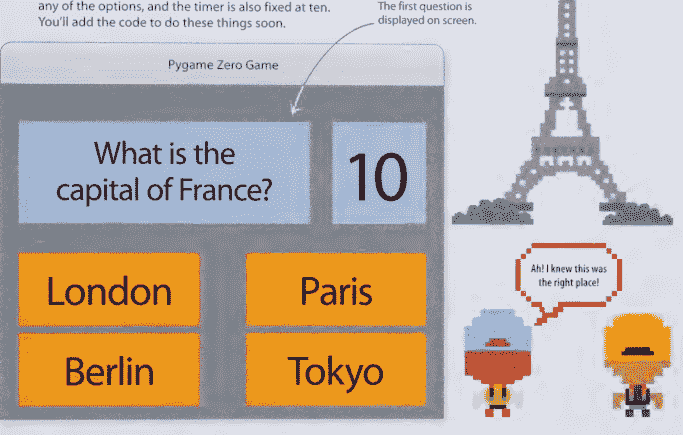 any of the options, and the timer is also fixed at ten.
You'll add the code to do these things soon.
The first question is
displayed on screen.
Pygame Zero Game
What is the
capital of France?
10
London
Paris
Berlin
Tokyo
Ah! I knew this was
the right place!